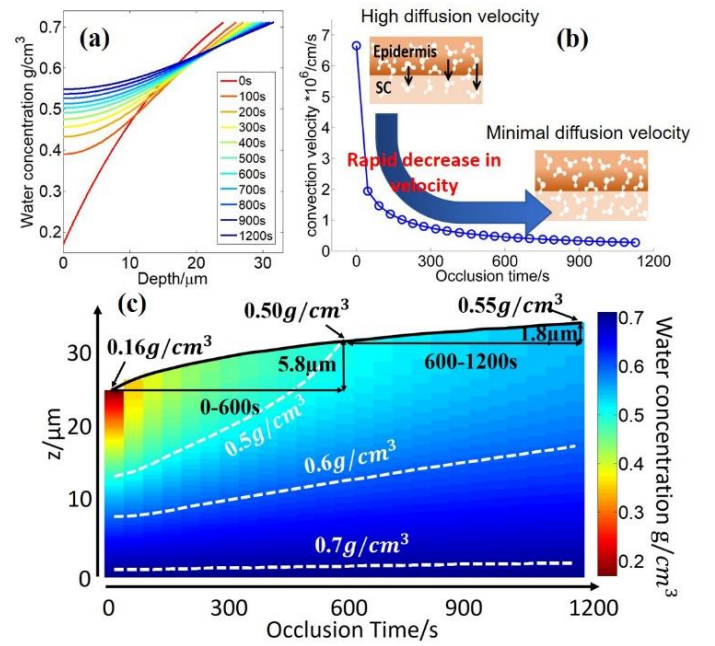 (a)
Water concentration g/cm³
0.7
0.6
0.5
0.4
0.3
0.2
0
10
20
30
Depth/μm
0s
100s
200s
300s
400s
500s
600s
700s
800s
900s
1200s
High diffusion velocity
(b)
convection velocity *10⁶/cm/s
7
6
5
4
3
2
1
0
Epidermis
SC
Minimal diffusion velocity
Rapid decrease in
velocity
0
300
600
900
1200
Occlusion time/s
(c)
z/μm
30
20
10
0
0.16g/cm³
0.50g/cm³
0.55g/cm³
5.8μm
1.8μm
0-600s
600-1200s
0.5g/cm³
0.6g/cm³
0.7g/cm³
0
300
600
900
1200
Occlusion Time/s
0.7
0.6
0.5
0.4
0.3
0.2
Water concentration g/cm³